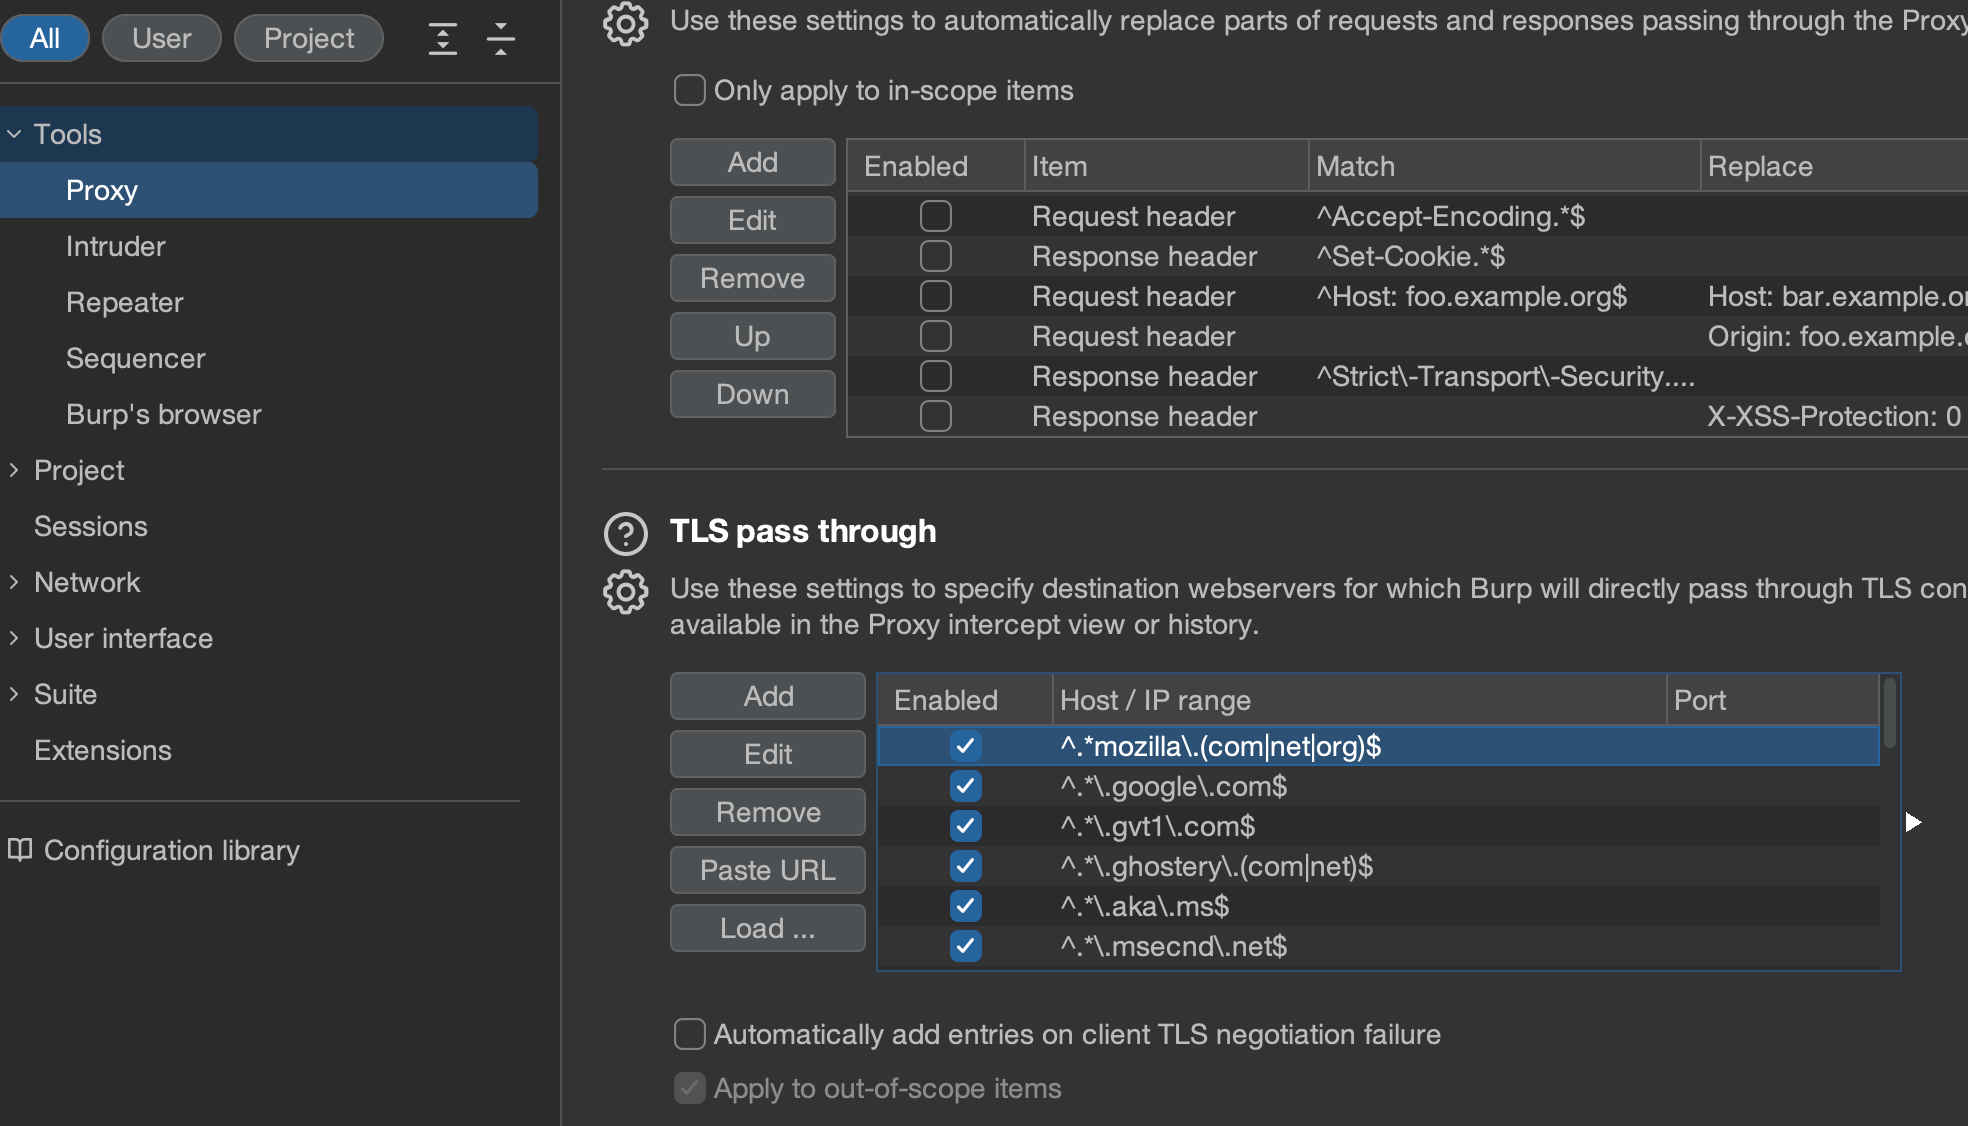 All User Project
Use these settings to automatically replace parts of requests and responses passing through the Proxy
Only apply to in-scope items
Tools
Proxy
Intruder
Repeater
Sequencer
Burp's browser
Project
Sessions
Network
User interface
Suite
Extensions
Configuration library
Add
Edit
Remove
Up
Down
Enabled Item Match Replace
Request header ^Accept-Encoding.*$
Response header ^Set-Cookie.*$
Request header ^Host: foo.example.org$ Host: bar.example.or
Request header Origin: foo.example.
Response header ^Strict\-Transport\-Security....
Response header X-XSS-Protection: 0
TLS pass through
Use these settings to specify destination webservers for which Burp will directly pass through TLS con
available in the Proxy intercept view or history.
Add
Edit
Remove
Paste URL
Load ...
Enabled Host / IP range Port
^.*mozilla\.(com|net|org)$
^.*\.google\.com$
^.*\.gvt1\.com$
^.*\.ghostery\.(com|net)$
^.*\.aka\.ms$
^.*\.msecnd\.net$
Automatically add entries on client TLS negotiation failure
Apply to out-of-scope items